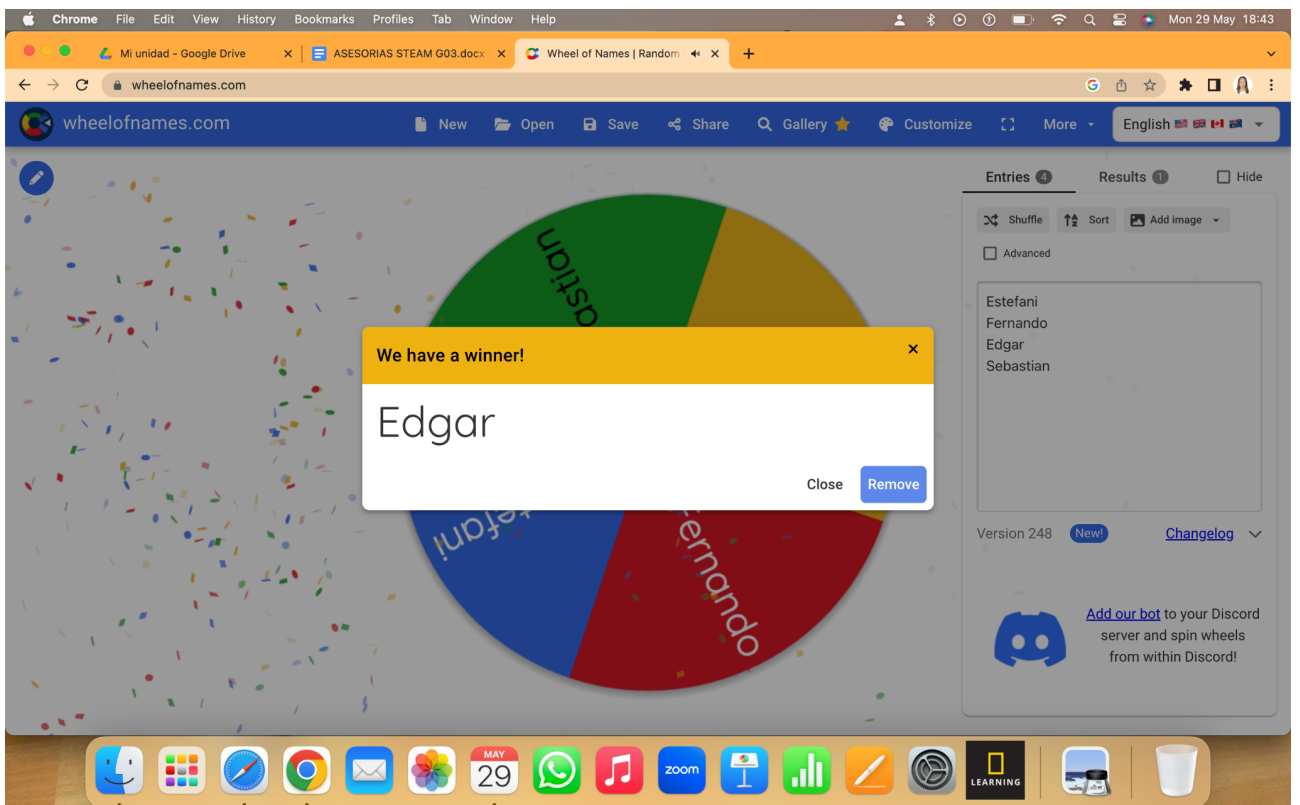 Chrome File Edit View History Bookmarks Profiles Tab Window Help Mon 29 May 18:43
Mi unidad - Google Drive ASESORIAS STEAM G03.docx Wheel of Names | Random
wheelofnames.com
wheelofnames.com New Open Save Share Gallery Customize More English
Entries 4 Results 1 Hide
Shuffle Sort Add image
Advanced
Estefani
Fernando
Edgar
Sebastian
astian
We have a winner!
Edgar
Close Remove
tefani
Fernando
Version 248 New! Changelog
Add our bot to your Discord
server and spin wheels
from within Discord!
MAY
29
zoom
LEARNING